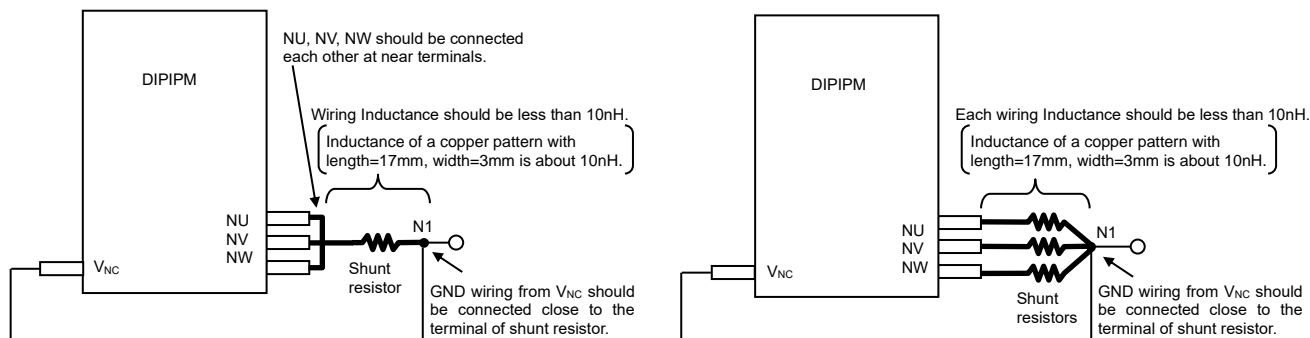 NU, NV, NW should be connected
each other at near terminals.
DIPIPM
Wiring Inductance should be less than 10nH.
Inductance of a copper pattern with
length=17mm, width=3mm is about 10nH.
NU
NV
NW
N1
VNC
Shunt
resistor
GND wiring from VNC should
be connected close to the
terminal of shunt resistor.
DIPIPM
Each wiring Inductance should be less than 10nH.
Inductance of a copper pattern with
length=17mm, width=3mm is about 10nH.
NU
NV
NW
N1
VNC
Shunt
resistors
GND wiring from VNC should
be connected close to the
terminal of shunt resistor.